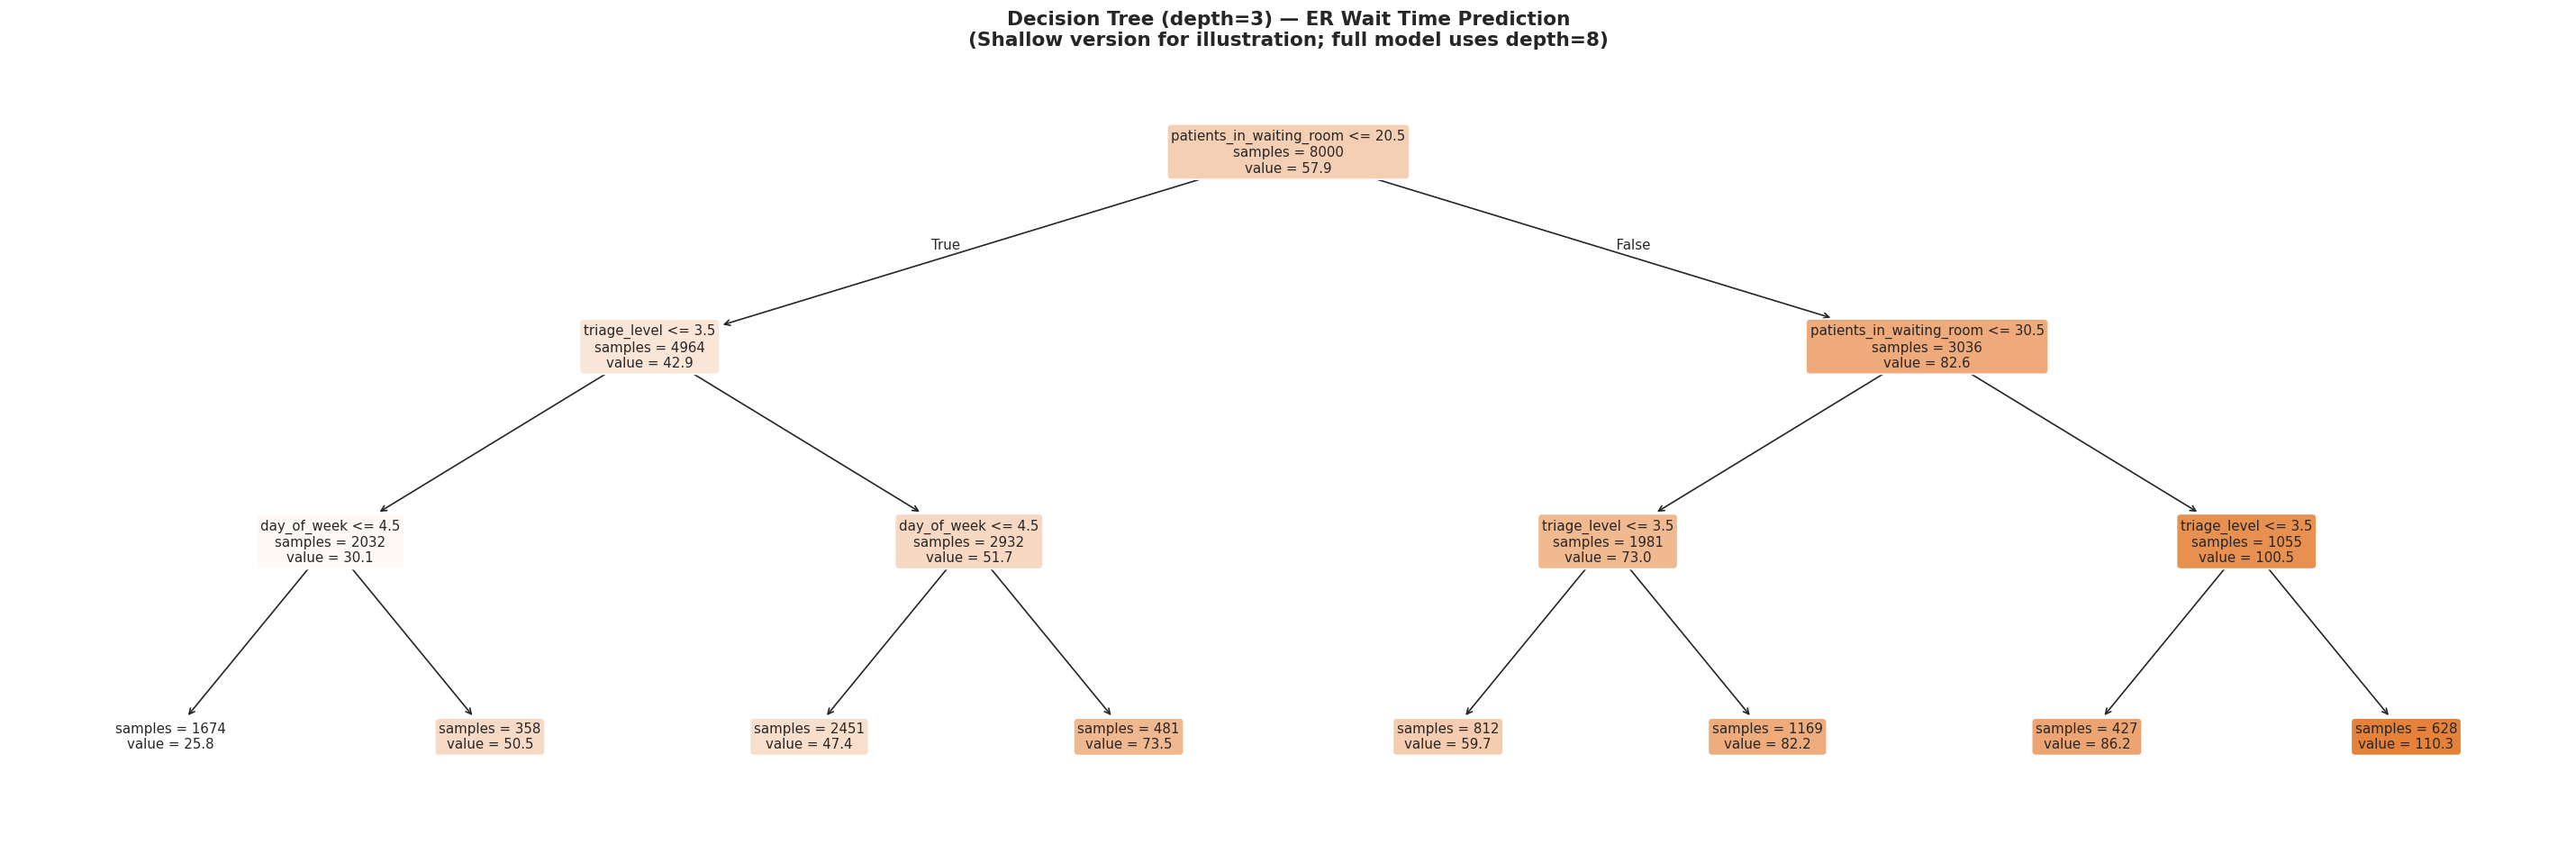 Decision Tree (depth=3) — ER Wait Time Prediction
(Shallow version for illustration; full model uses depth=8)
patients_in_waiting_room <= 20.5
samples = 8000
value = 57.9
True
False
triage_level <= 3.5
samples = 4964
value = 42.9
patients_in_waiting_room <= 30.5
samples = 3036
value = 82.6
day_of_week <= 4.5
samples = 2032
value = 30.1
day_of_week <= 4.5
samples = 2932
value = 51.7
triage_level <= 3.5
samples = 1981
value = 73.0
triage_level <= 3.5
samples = 1055
value = 100.5
samples = 1674
value = 25.8
samples = 358
value = 50.5
samples = 2451
value = 47.4
samples = 481
value = 73.5
samples = 812
value = 59.7
samples = 1169
value = 82.2
samples = 427
value = 86.2
samples = 628
value = 110.3